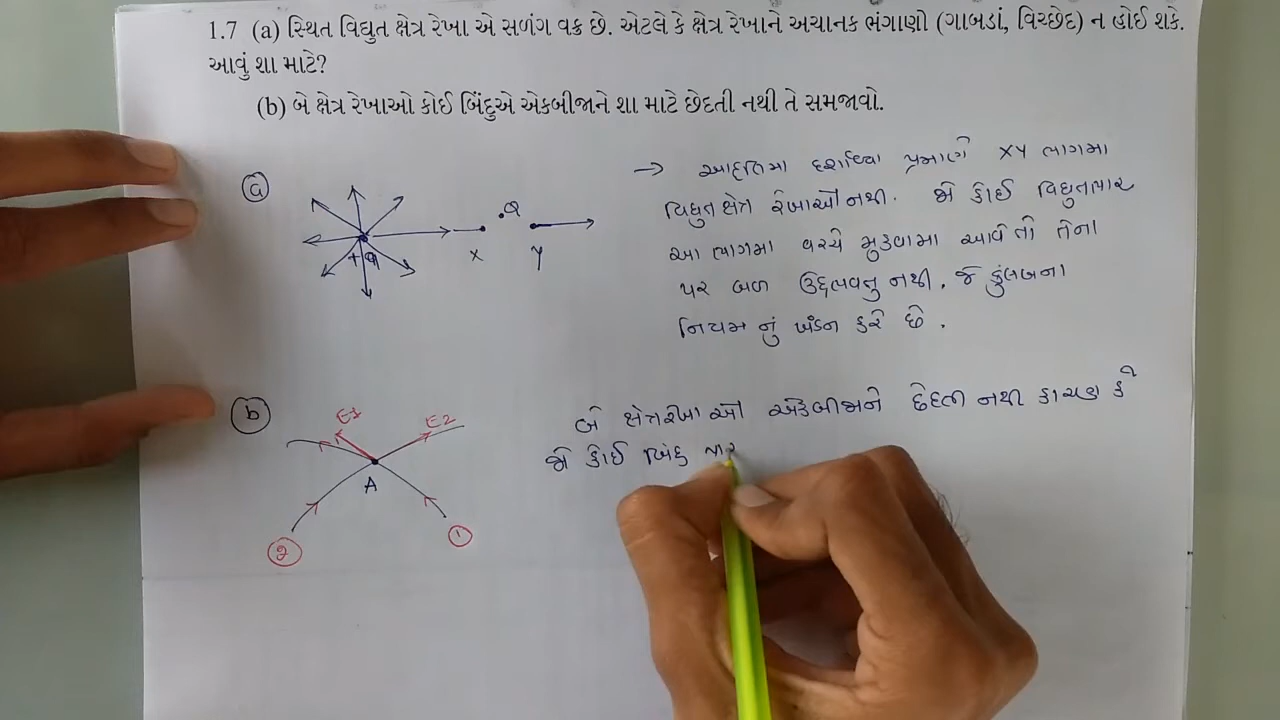 1.7 (a) સ્થિત વિદ્યુત ક્ષેત્ર રેખા એ સળંગ વક્ર છે. એટલે કે ક્ષેત્ર રેખાને અચાનક ભંગાણો (ગાબડાં, વિચ્છેદ) ન હોઈ શકે.
આવું શા માટે?
(b) બે ક્ષેત્ર રેખાઓ કોઈ બિંદુએ એકબીજાને શા માટે છેદતી નથી તે સમજાવો.
a
+q
Q
X
Y
→ આકૃતિમા દર્શાવ્યા પ્રમાણે XY ભાગમા
વિદ્યુત ક્ષેત્ર રેખાઓ નથી. જો કોઈ વિદ્યુતભાર
આ ભાગમા વચ્ચે મુકવામા આવે તો તેના
પર બળ ઉદ્દભવતુ નથી. જે કુંલબના
નિયમ નું ખંડન કરે છે.
b
E1
E2
A
2
1
બે ક્ષેત્રરેખા ઓ એકબીજાને છેદતી નથી કારણ કે
જો કોઈ બિંદુ